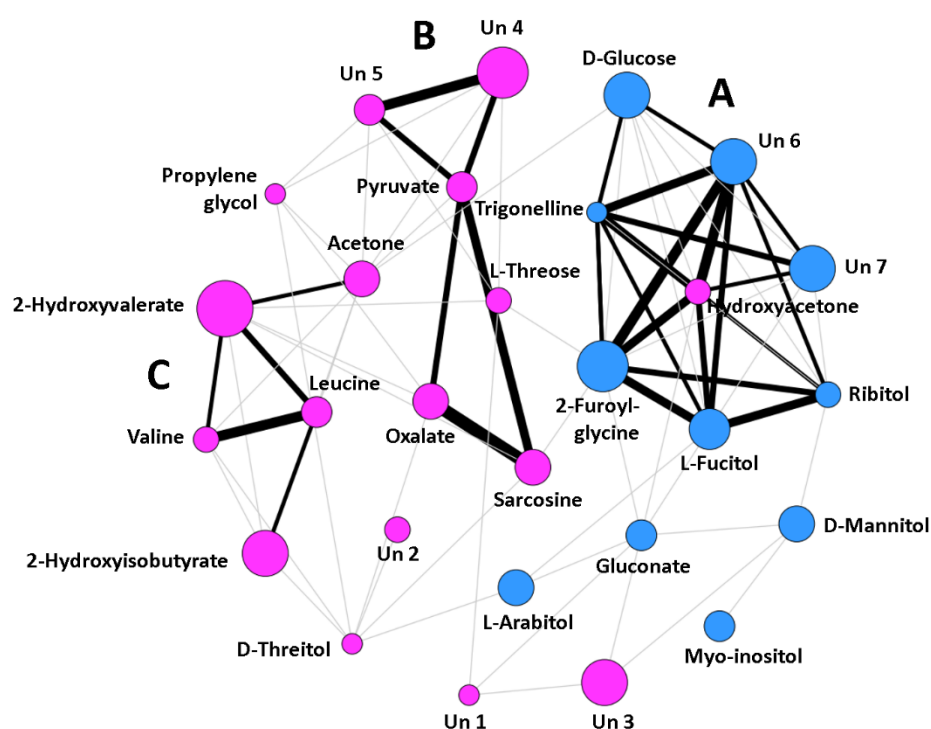 Un 4
B
Un 5
D-Glucose
A
Un 6
Propylene
glycol
Pyruvate
Trigonelline
Acetone
L-Threose
Un 7
2-Hydroxyvalerate
Hydroxyacetone
C
Leucine
Ribitol
2-Furoyl-
glycine
Valine
Oxalate
L-Fucitol
Sarcosine
D-Mannitol
Un 2
2-Hydroxyisobutyrate
Gluconate
L-Arabitol
D-Threitol
Myo-inositol
Un 1
Un 3